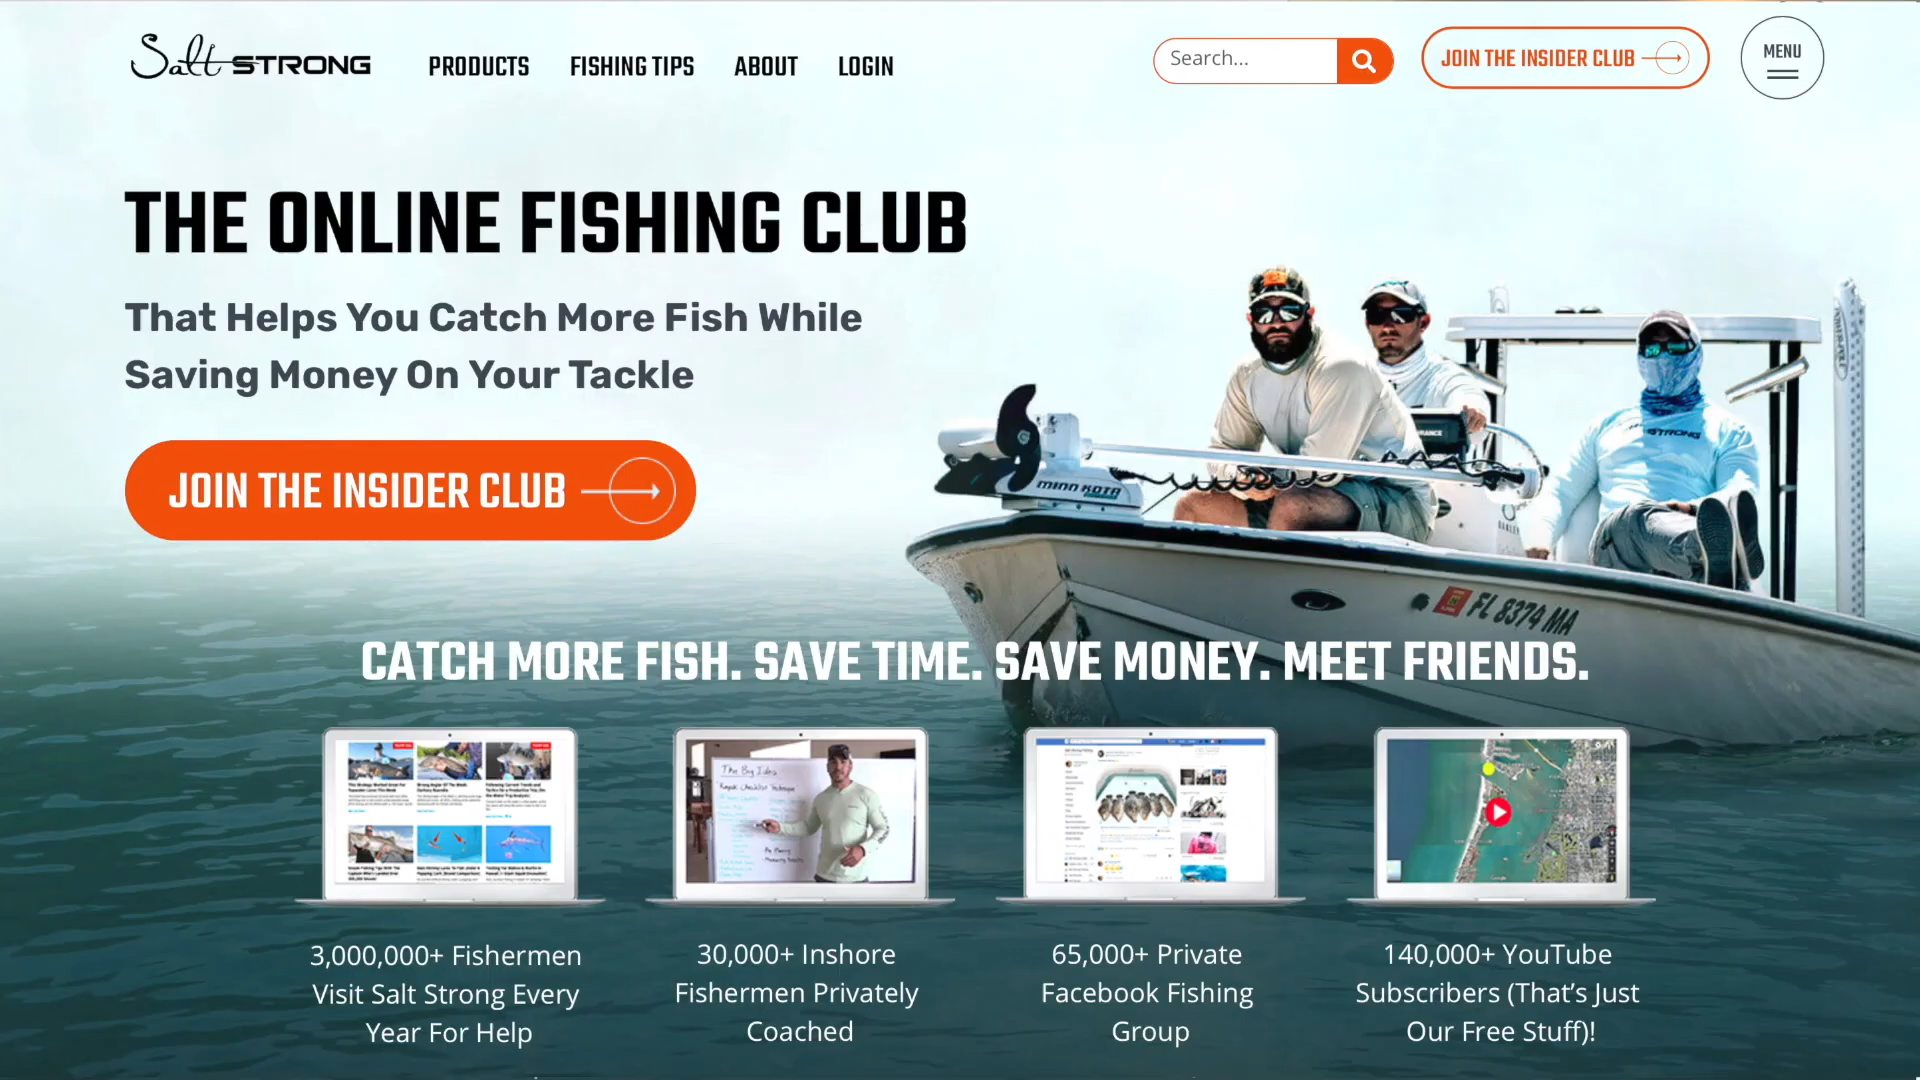 Salt STRONG
PRODUCTS
FISHING TIPS
ABOUT
LOGIN
Search...
JOIN THE INSIDER CLUB
MENU
THE ONLINE FISHING CLUB
That Helps You Catch More Fish While
Saving Money On Your Tackle
JOIN THE INSIDER CLUB
MINN KOTA
STRONG
FL 8374 MA
CATCH MORE FISH. SAVE TIME. SAVE MONEY. MEET FRIENDS.
The Big Idea
3,000,000+ Fishermen
Visit Salt Strong Every
Year For Help
30,000+ Inshore
Fishermen Privately
Coached
65,000+ Private
Facebook Fishing
Group
140,000+ YouTube
Subscribers (That's Just
Our Free Stuff)!